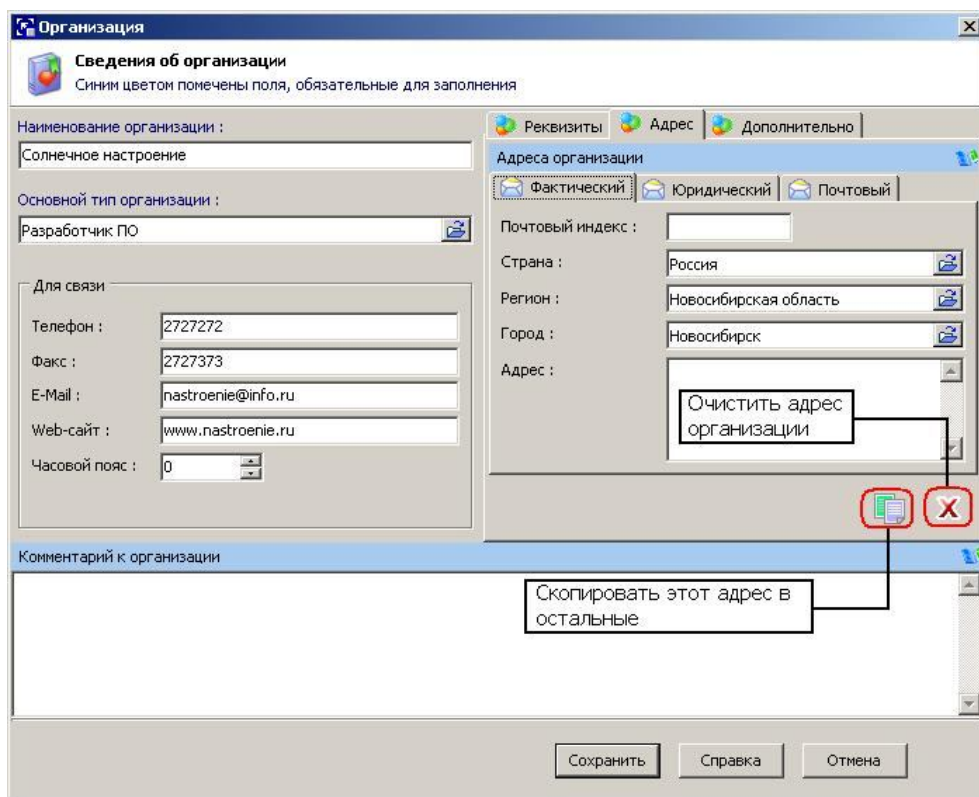 Организация
Сведения об организации
Синим цветом помечены поля, обязательные для заполнения
Наименование организации :
Солнечное настроение
Основной тип организации :
Разработчик ПО
Для связи
Телефон : 2727272
Факс : 2727373
E-Mail : nastroenie@info.ru
Web-сайт : www.nastroenie.ru
Часовой пояс : 0
Реквизиты Адрес Дополнительно
Адреса организации
Фактический Юридический Почтовый
Почтовый индекс :
Страна : Россия
Регион : Новосибирская область
Город : Новосибирск
Адрес :
Очистить адрес
организации
Комментарий к организации
Скопировать этот адрес в
остальные
Сохранить Справка Отмена